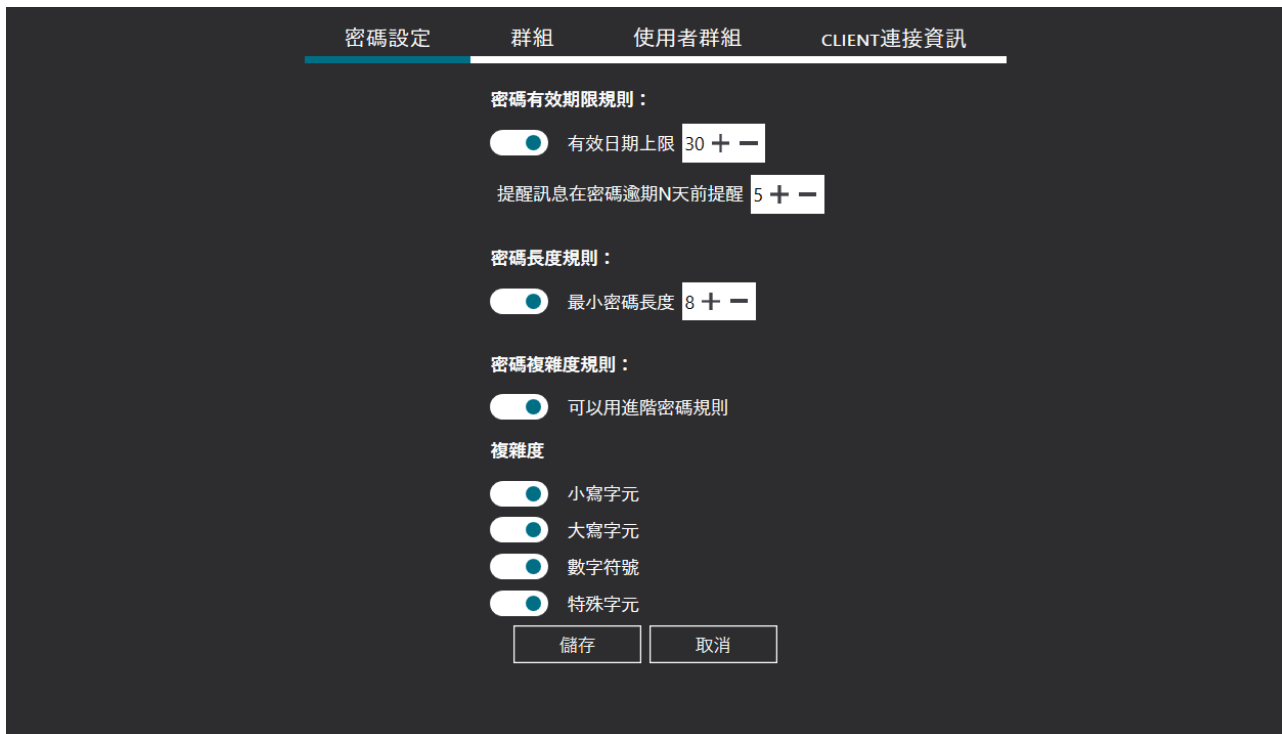 密碼設定 群組 使用者群組 CLIENT連接資訊
密碼有效期限規則：
有效日期上限 30 + −
提醒訊息在密碼逾期N天前提醒 5 + −
密碼長度規則：
最小密碼長度 8 + −
密碼複雜度規則：
可以用進階密碼規則
複雜度
小寫字元
大寫字元
數字符號
特殊字元
儲存 取消